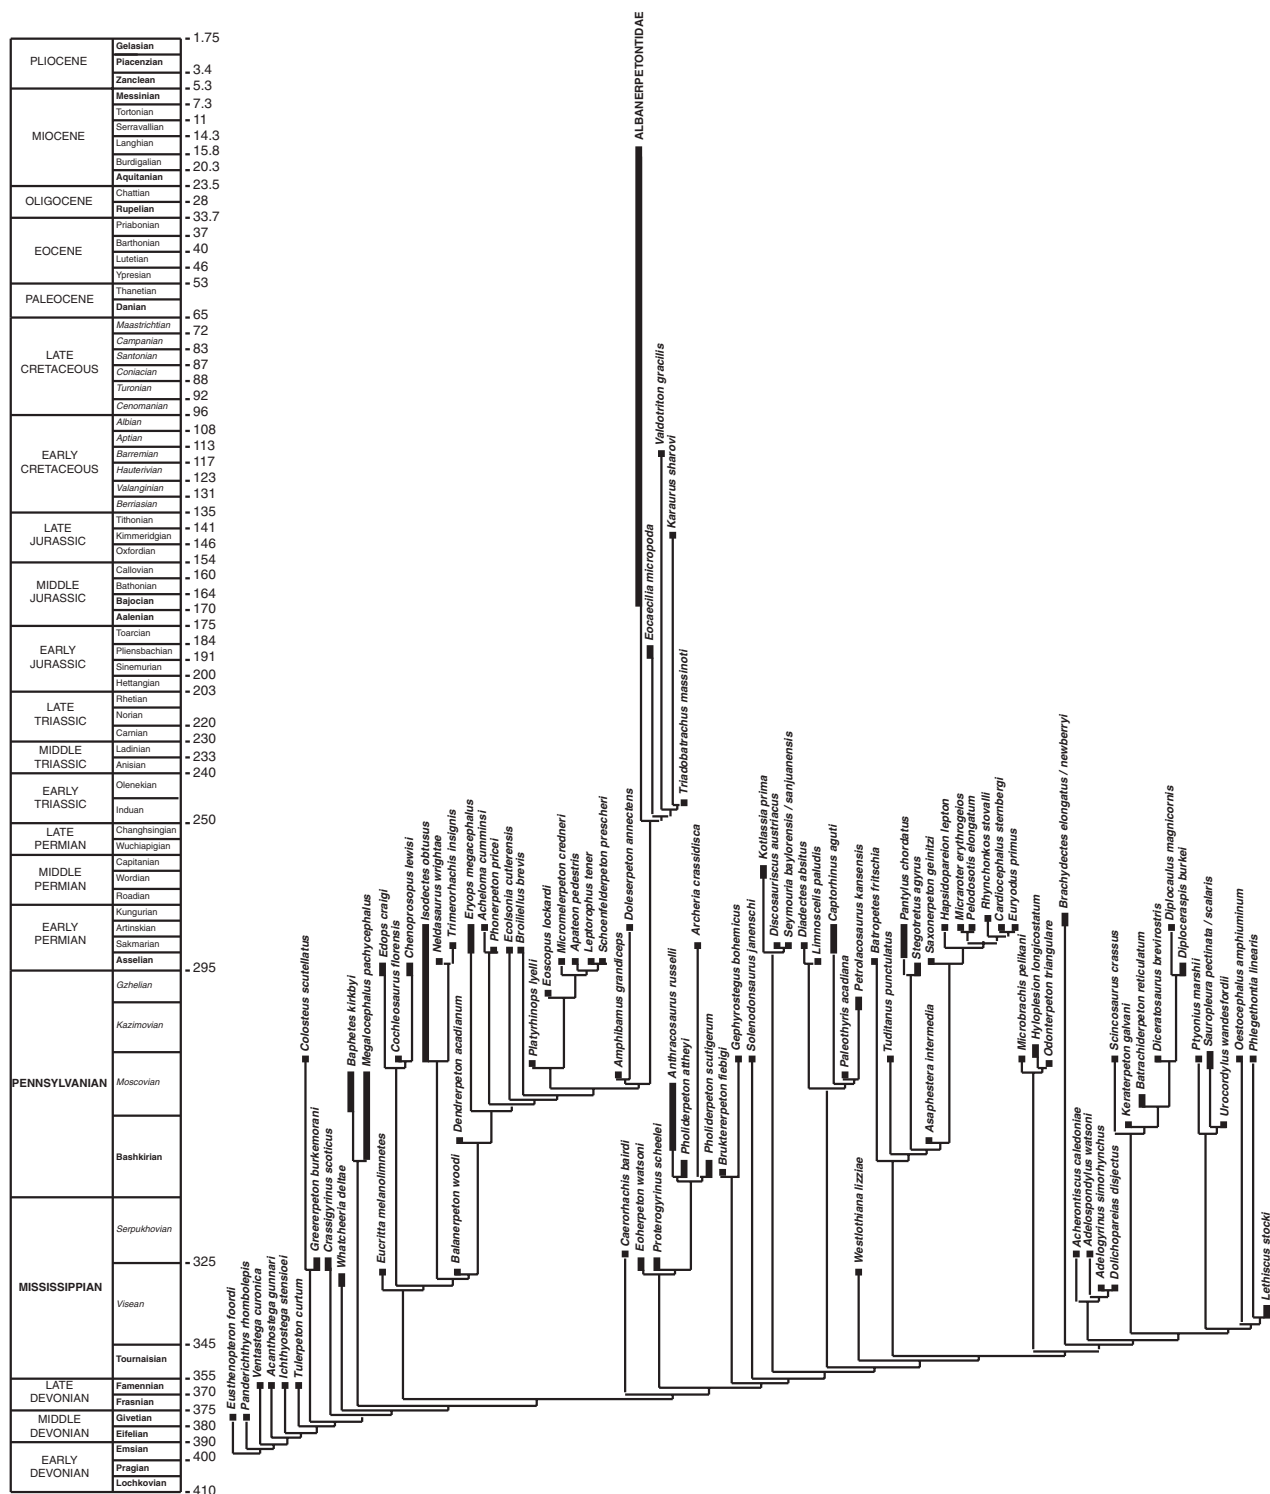 PLIOCENE
Gelasian
Piacenzian
Zanclean
MIOCENE
Messinian
Tortonian
Serravallian
Langhian
Burdigalian
Aquitanian
OLIGOCENE
Chattian
Rupelian
EOCENE
Priabonian
Barthonian
Lutetian
Ypresian
PALEOCENE
Thanetian
Danian
LATE
CRETACEOUS
Maastrichtian
Campanian
Santonian
Coniacian
Turonian
Cenomanian
EARLY
CRETACEOUS
Albian
Aptian
Barremian
Hauterivian
Valanginian
Berriasian
LATE
JURASSIC
Tithonian
Kimmeridgian
Oxfordian
MIDDLE
JURASSIC
Callovian
Bathonian
Bajocian
Aalenian
EARLY
JURASSIC
Toarcian
Pliensbachian
Sinemurian
Hettangian
LATE
TRIASSIC
Rhetian
Norian
Carnian
MIDDLE
TRIASSIC
Ladinian
Anisian
EARLY
TRIASSIC
Olenekian
Induan
LATE
PERMIAN
Changhsingian
Wuchiapigian
MIDDLE
PERMIAN
Capitanian
Wordian
Roadian
EARLY
PERMIAN
Kungurian
Artinskian
Sakmarian
Asselian
PENNSYLVANIAN
Gzhelian
Kazimovian
Moscovian
Bashkirian
MISSISSIPPIAN
Serpukhovian
Visean
Tournaisian
LATE
DEVONIAN
Famennian
Frasnian
MIDDLE
DEVONIAN
Givetian
Eifelian
EARLY
DEVONIAN
Emsian
Pragian
Lochkovian
1.75
3.4
5.3
7.3
11
14.3
15.8
20.3
23.5
28
33.7
37
40
46
53
65
72
83
87
88
92
96
108
113
117
123
131
135
141
146
154
160
164
170
175
184
191
200
203
220
230
233
240
250
295
325
345
355
370
375
380
390
400
410
Eusthenopteron foordi
Panderichthys rhombolepis
Ventastega curonica
Acanthostega gunnari
Ichthyostega stensioei
Tulerpeton curtum
Colosteus scutellatus
Greererpeton burkemorani
Crassigyrinus scoticus
Whatcheeria deltae
Baphetes kirkbyi
Megalocephalus pachycephalus
Eucritta melanolimnetes
Edops craigi
Cochleosaurus florensis
Chenoprosopus lewisi
Isodectes obtusus
Neldasaurus wrightae
Trimerorhachis insignis
Balanerpeton woodi
Dendrerpeton acadianum
Eryops megacephalus
Acheloma cumminsi
Phonerpeton pricei
Ecolsonia cutlerensis
Broiliellus brevis
Platyrhinops lyelli
Eoscopus lockardi
Micromelerpeton credneri
Apateon pedestris
Leptorophus tener
Schoenfelderpeton prescheri
Amphibamus grandiceps
Doleserpeton annectens
ALBANERPETONTIDAE
Eocaecilia micropoda
Valdotriton gracilis
Karaurus sharovi
Triadobatrachus massinoti
Caerorhachis bairdi
Eoherpeton watsoni
Proterogyrinus scheelei
Anthracosaurus russelli
Pholiderpeton attheyi
Archeria crassidisca
Pholiderpeton scutigerum
Bruktererpeton fiebigi
Gephyrostegus bohemicus
Solenodonsaurus janenschi
Kotlassia prima
Discosauriscus austriacus
Seymouria baylorensis / sanjuanensis
Diadectes absitus
Limnoscelis paludis
Captorhinus aguti
Paleothyris acadiana
Petrolacosaurus kansensis
Westlothiana lizziae
Batropetes fritschia
Tuditanus punctulatus
Pantylus chordatus
Stegotretus agyrus
Asaphestera intermedia
Saxonerpeton geinitzi
Hapsidopareion lepton
Micraroter erythrogeios
Pelodosotis elongatum
Rhynchonkos stovalli
Cardiocephalus sternbergi
Euryodus primus
Microbrachis pelikani
Hyloplesion longicostatum
Odonterpeton triangulare
Brachydectes elongatus / newberryi
Acherontiscus caledoniae
Adelospondylus watsoni
Adelogyrinus simorhynchus
Dolichopareias disjectus
Scincosaurus crassus
Keraterpeton galvani
Batrachiderpeton reticulatum
Diceratosaurus brevirostris
Diplocaulus magnicornis
Diploceraspis burkei
Ptyonius marshii
Sauropleura pectinata / scalaris
Urocordylus wandesfordii
Oestocephalus amphiuminum
Phlegethontia linearis
Lethiscus stocki